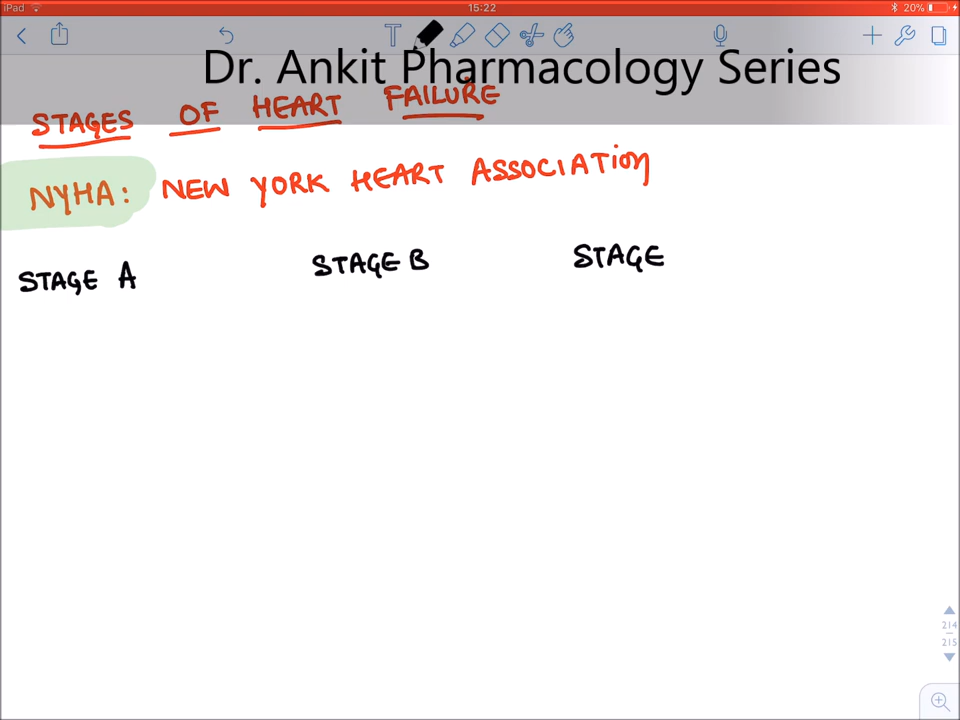 iPad 15:22 20%
Dr. Ankit Pharmacology Series
STAGES OF HEART FAILURE
NYHA: NEW YORK HEART ASSOCIATION
STAGE A STAGE B STAGE
214
215